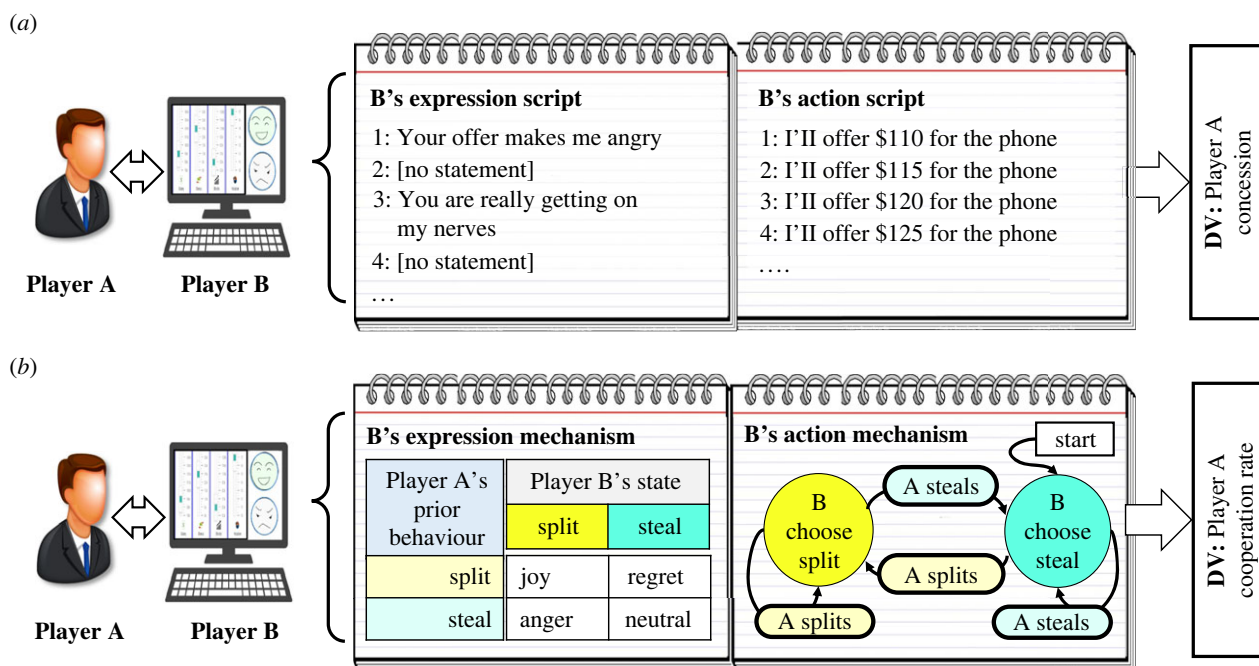 (a)
B's expression script
1: Your offer makes me angry
2: [no statement]
3: You are really getting on
my nerves
4: [no statement]
...
B's action script
1: I'II offer $110 for the phone
2: I'II offer $115 for the phone
3: I'II offer $120 for the phone
4: I'II offer $125 for the phone
....
DV: Player A
concession
Player A
Player B
(b)
B's expression mechanism
Player A's
prior
behaviour
Player B's state
split
steal
split
joy
regret
steal
anger
neutral
B's action mechanism
start
B
choose
split
A steals
B
choose
steal
A splits
A splits
A steals
DV: Player A
cooperation rate
Player A
Player B